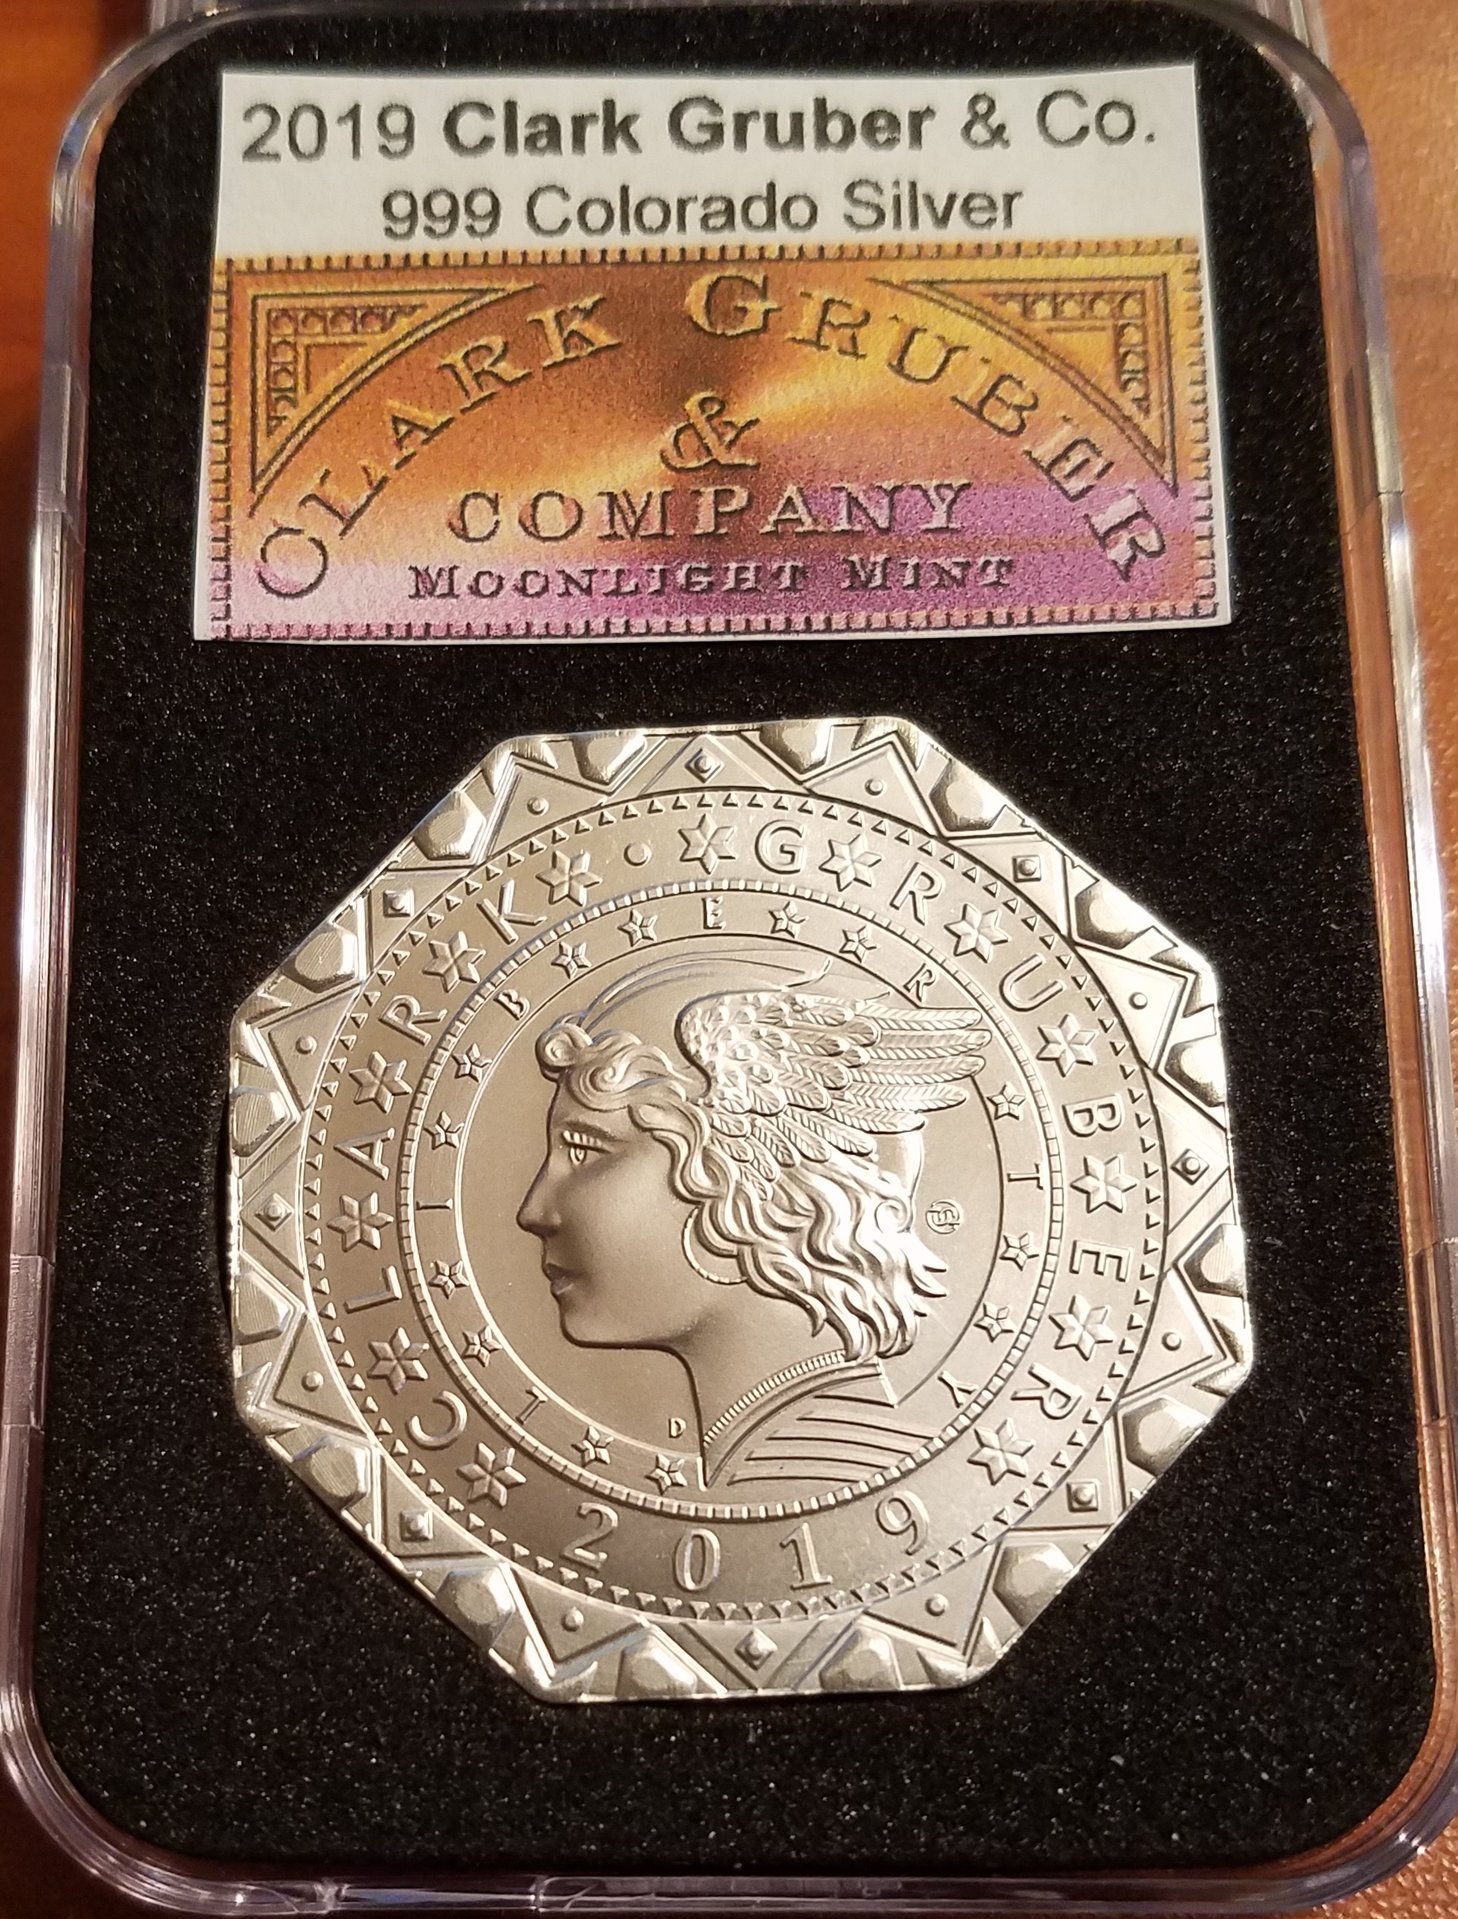 2019 Clark Gruber & Co.
999 Colorado Silver
CLARK GRUBER
&
COMPANY
MOONLIGHT MINT
CLARK · GRUBER
LIBERTY
D
2019